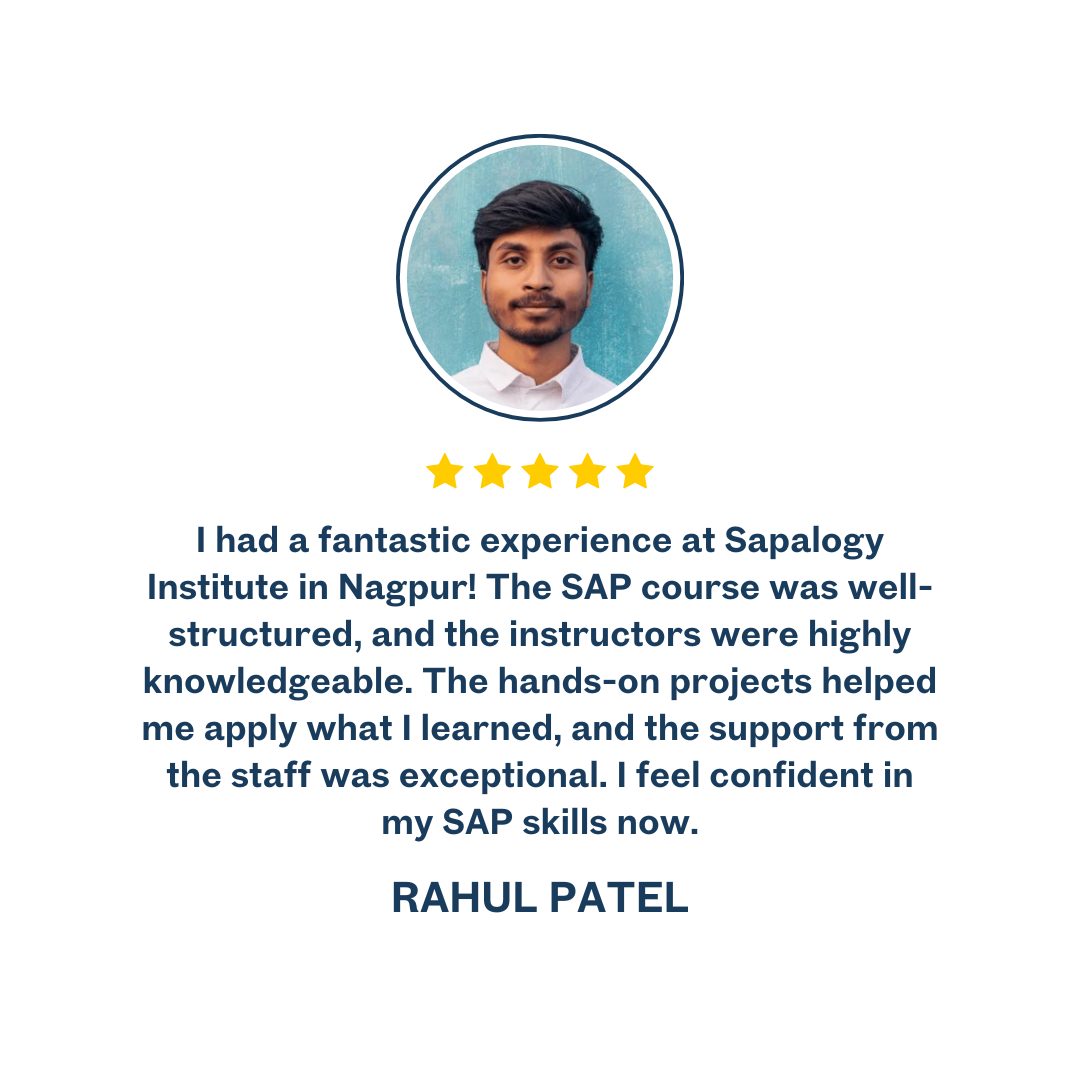 I had a fantastic experience at Sapalogy
Institute in Nagpur! The SAP course was well-
structured, and the instructors were highly
knowledgeable. The hands-on projects helped
me apply what I learned, and the support from
the staff was exceptional. I feel confident in
my SAP skills now.
RAHUL PATEL